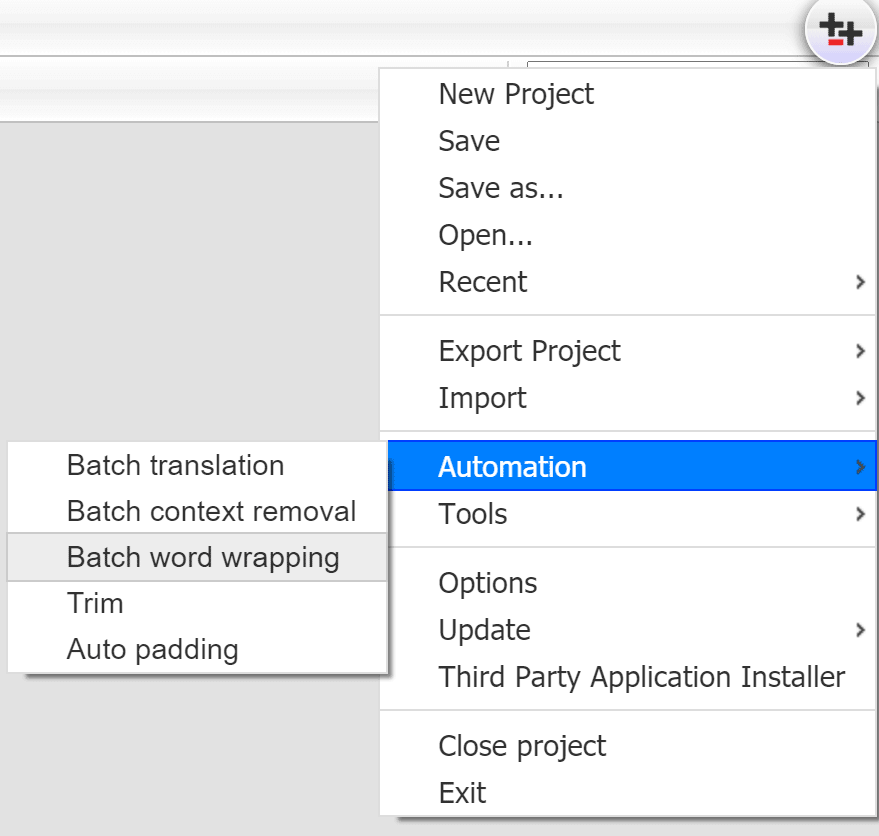 New Project
Save
Save as...
Open...
Recent
Export Project
Import
Automation
Tools
Options
Update
Third Party Application Installer
Close project
Exit
Batch translation
Batch context removal
Batch word wrapping
Trim
Auto padding